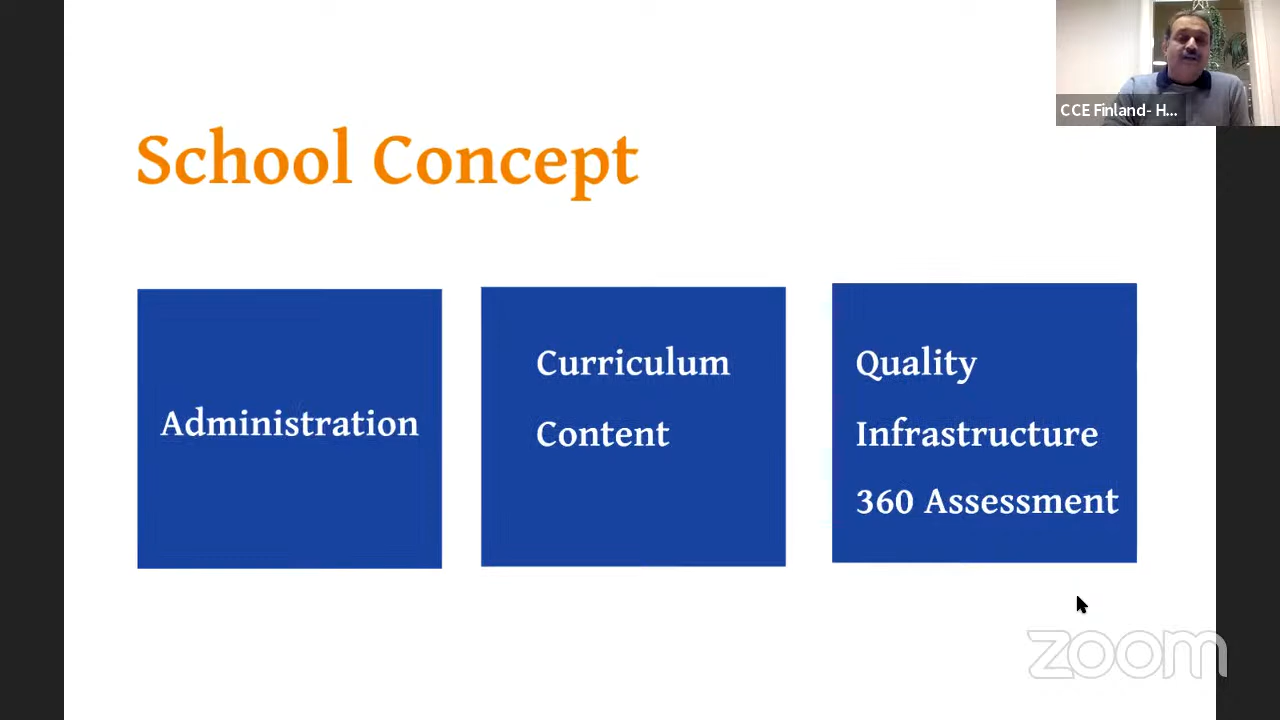 CCE Finland- H...
School Concept
Administration
Curriculum
Content
Quality
Infrastructure
360 Assessment
zoom